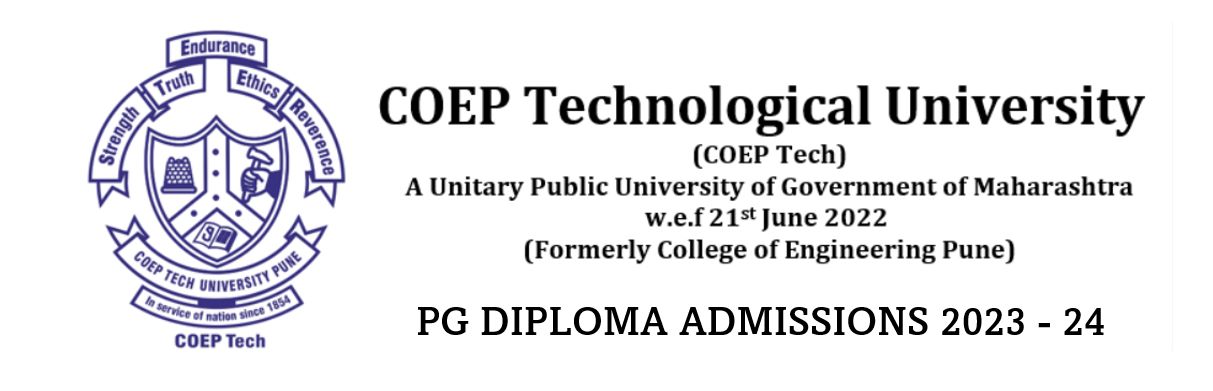 Endurance
Truth
Ethics
Strength
Reverence
COEP TECH UNIVERSITY PUNE
In service of nation since 1854
COEP Tech
COEP Technological University
(COEP Tech)
A Unitary Public University of Government of Maharashtra
w.e.f 21st June 2022
(Formerly College of Engineering Pune)
PG DIPLOMA ADMISSIONS 2023 - 24